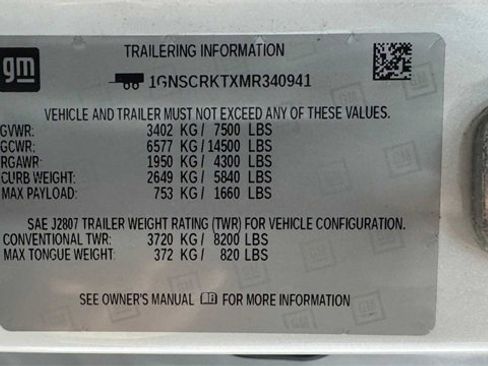 gm
TRAILERING INFORMATION
1GNSCRKTXMR340941
VEHICLE AND TRAILER MUST NOT EXCEED ANY OF THESE VALUES.
GVWR: 3402 KG / 7500 LBS
GCWR: 6577 KG / 14500 LBS
RGAWR: 1950 KG / 4300 LBS
CURB WEIGHT: 2649 KG / 5840 LBS
MAX PAYLOAD: 753 KG / 1660 LBS
SAE J2807 TRAILER WEIGHT RATING (TWR) FOR VEHICLE CONFIGURATION.
CONVENTIONAL TWR: 3720 KG / 8200 LBS
MAX TONGUE WEIGHT: 372 KG / 820 LBS
SEE OWNER'S MANUAL FOR MORE INFORMATION